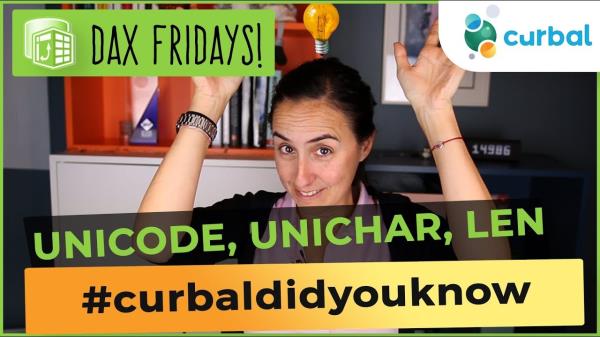 DAX FRIDAYS!
curbal
14986
UNICODE, UNICHAR, LEN
#curbaldidyouknow